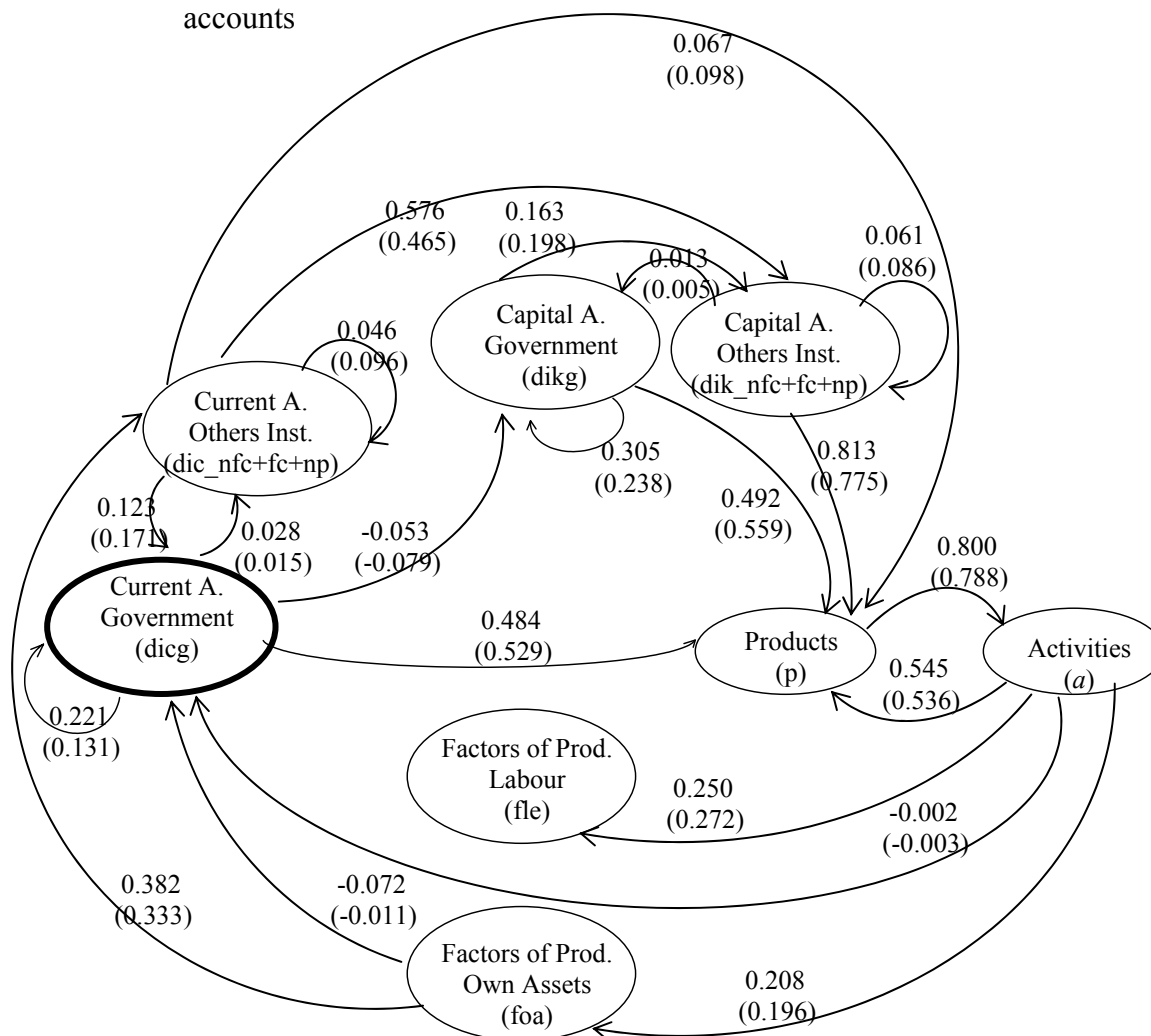 accounts
0.067
(0.098)
0.576
(0.465)
0.163
(0.198)
0.013
(0.005)
0.061
(0.086)
Capital A.
Government
(dikg)
Capital A.
Others Inst.
(dik_nfc+fc+np)
0.046
(0.096)
Current A.
Others Inst.
(dic_nfc+fc+np)
0.305
(0.238)
0.813
(0.775)
0.492
(0.559)
0.123
(0.171)
0.028
(0.015)
-0.053
(-0.079)
0.800
(0.788)
Current A.
Government
(dicg)
0.484
(0.529)
Products
(p)
Activities
(a)
0.545
(0.536)
0.221
(0.131)
Factors of Prod.
Labour
(fle)
0.250
(0.272)
-0.002
(-0.003)
0.382
(0.333)
-0.072
(-0.011)
Factors of Prod.
Own Assets
(foa)
0.208
(0.196)